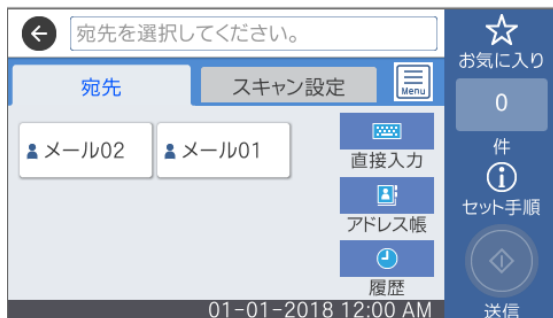 宛先を選択してください。
お気に入り
宛先
スキャン設定
Menu
0
件
メール02
メール01
直接入力
アドレス帳
セット手順
履歴
01-01-2018 12:00 AM
送信